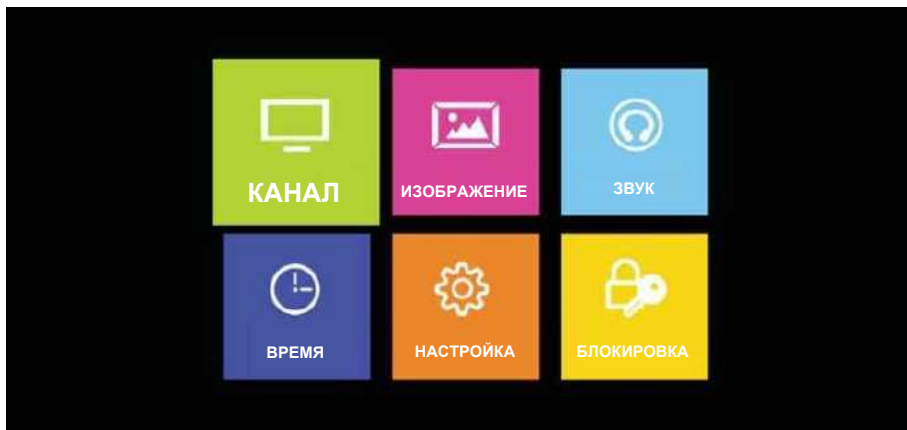 КАНАЛ
ИЗОБРАЖЕНИЕ
ЗВУК
ВРЕМЯ
НАСТРОЙКА
БЛОКИРОВКА